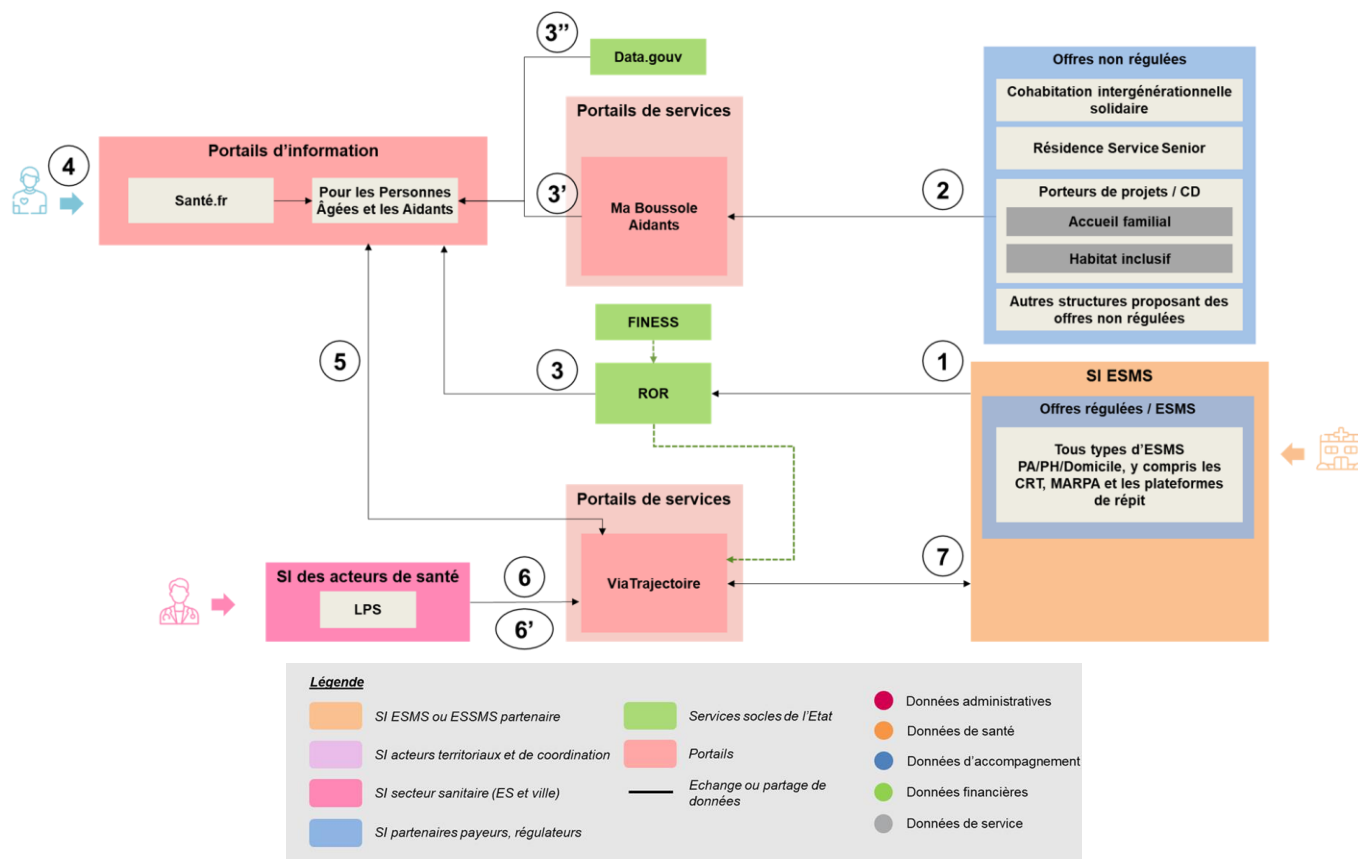 3’’
Data.gouv
Offres non régulées
Cohabitation intergénérationnelle
solidaire
Résidence Service Senior
Porteurs de projets / CD
Accueil familial
Habitat inclusif
Autres structures proposant des
offres non régulées
Portails de services
Ma Boussole
Aidants
3’
2
4
Portails d’information
Santé.fr
Pour les Personnes
Âgées et les Aidants
FINESS
ROR
5
3
1
SI ESMS
Offres régulées / ESMS
Tous types d’ESMS
PA/PH/Domicile, y compris les
CRT, MARPA et les plateformes
de répit
Portails de services
ViaTrajectoire
7
SI des acteurs de santé
LPS
6
6’
Légende
SI ESMS ou ESSMS partenaire
SI acteurs territoriaux et de coordination
SI secteur sanitaire (ES et ville)
SI partenaires payeurs, régulateurs
Services socles de l’Etat
Portails
Echange ou partage de
données
Données administratives
Données de santé
Données d’accompagnement
Données financières
Données de service